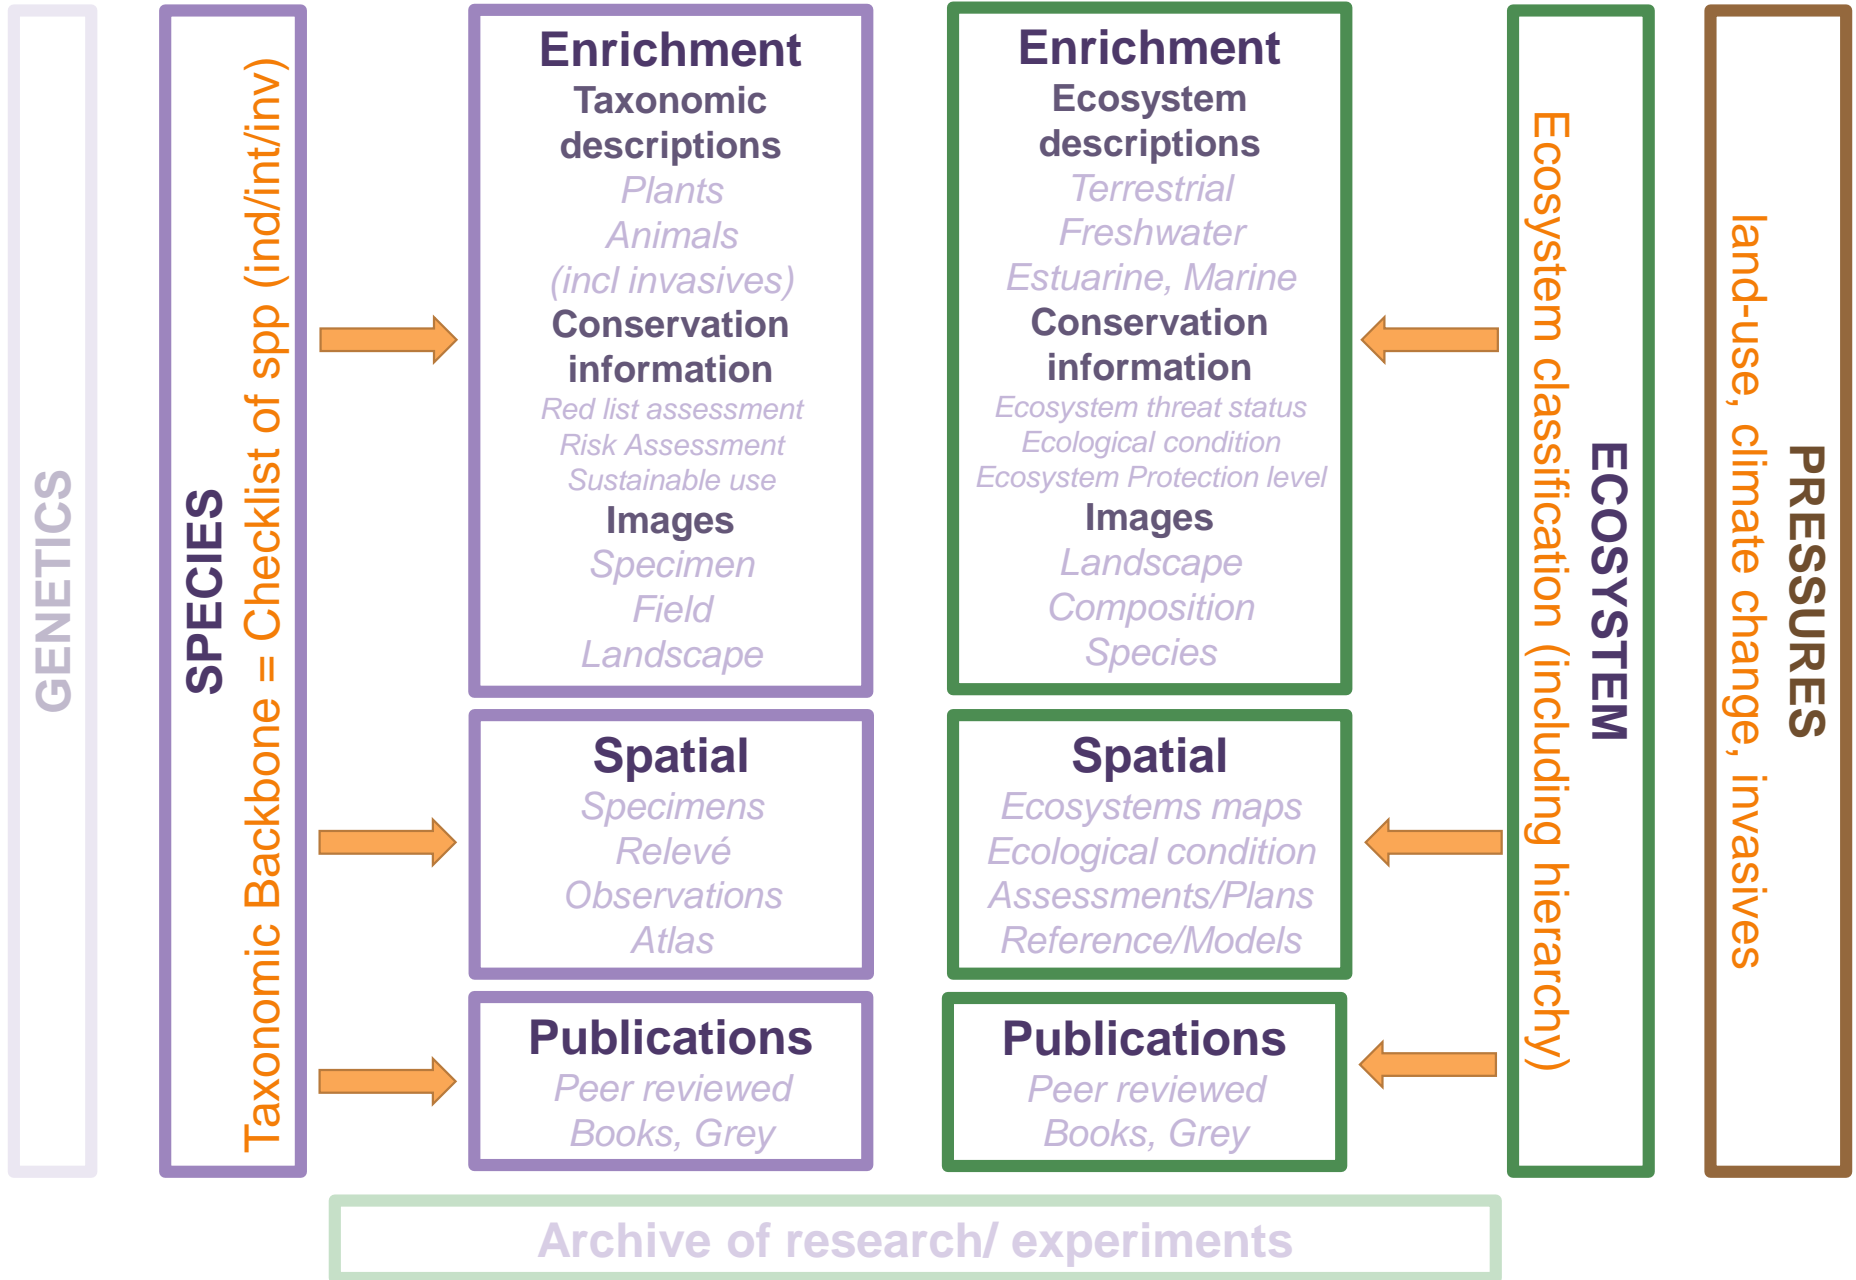 GENETICS
SPECIES
Taxonomic Backbone = Checklist of spp (ind/int/inv)
Enrichment
Taxonomic
descriptions
Plants
Animals
(incl invasives)
Conservation
information
Red list assessment
Risk Assessment
Sustainable use
Images
Specimen
Field
Landscape
Spatial
Specimens
Relevé
Observations
Atlas
Publications
Peer reviewed
Books, Grey
Enrichment
Ecosystem
descriptions
Terrestrial
Freshwater
Estuarine, Marine
Conservation
information
Ecosystem threat status
Ecological condition
Ecosystem Protection level
Images
Landscape
Composition
Species
Spatial
Ecosystems maps
Ecological condition
Assessments/Plans
Reference/Models
Publications
Peer reviewed
Books, Grey
ECOSYSTEM
Ecosystem classification (including hierarchy)
PRESSURES
land-use, climate change, invasives
Archive of research/ experiments